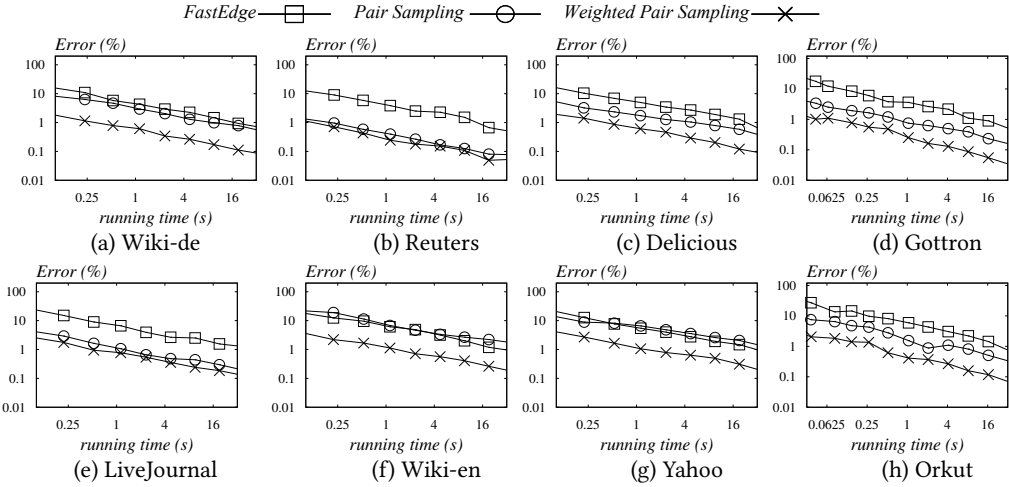 FastEdge Pair Sampling Weighted Pair Sampling
Error (%) Error (%) Error (%) Error (%)
100 100 100 100
10 10 10 10
1 1 1 1
0.1 0.1 0.1 0.1
0.01 0.01 0.01 0.01
0.25 1 4 16 0.25 1 4 16 0.25 1 4 16 0.0625 0.25 1 4 16
running time (s) running time (s) running time (s) running time (s)
(a) Wiki-de (b) Reuters (c) Delicious (d) Gottron
Error (%) Error (%) Error (%) Error (%)
100 100 100 100
10 10 10 10
1 1 1 1
0.1 0.1 0.1 0.1
0.01 0.01 0.01 0.01
0.25 1 4 16 0.25 1 4 16 0.25 1 4 16 0.0625 0.25 1 4 16
running time (s) running time (s) running time (s) running time (s)
(e) LiveJournal (f) Wiki-en (g) Yahoo (h) Orkut